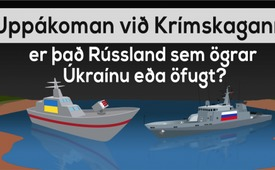 Uppákoman við Krímskagann
er það Rússland sem ögrar
Úkraínu eða öfugt?